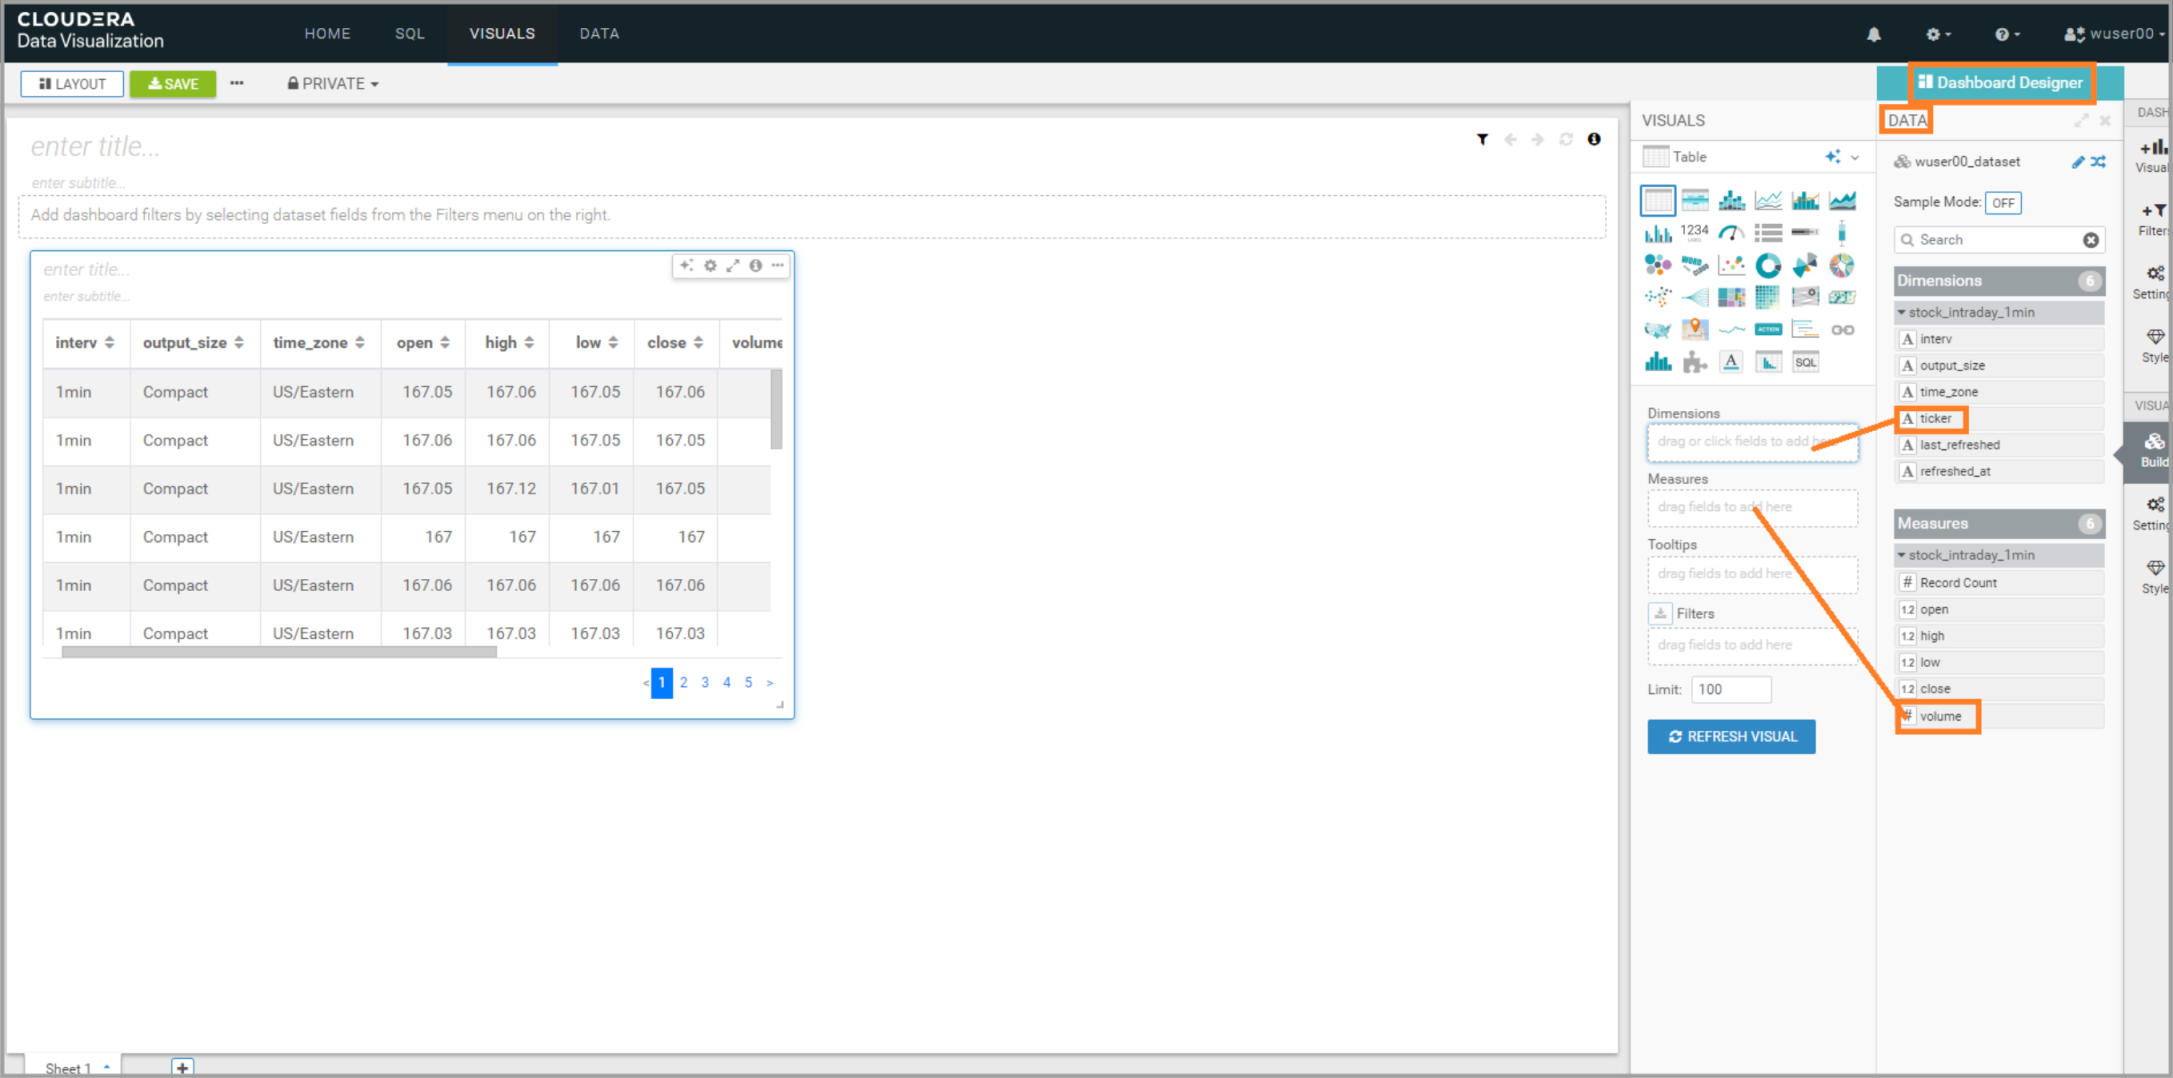 CLOUDERA
Data Visualization
HOME SQL VISUALS DATA
wuser00
LAYOUT SAVE PRIVATE
Dashboard Designer
enter title...
enter subtitle...
Add dashboard filters by selecting dataset fields from the Filters menu on the right.
enter title...
enter subtitle...
interv output_size time_zone open high low close volume
1min Compact US/Eastern 167.05 167.06 167.05 167.06
1min Compact US/Eastern 167.06 167.06 167.05 167.05
1min Compact US/Eastern 167.05 167.12 167.01 167.05
1min Compact US/Eastern 167 167 167 167
1min Compact US/Eastern 167.06 167.06 167.06 167.06
1min Compact US/Eastern 167.03 167.03 167.03 167.03
< 1 2 3 4 5 >
Sheet 1
VISUALS
Table
1234
LABEL
WORD CLOUD
ACTION
A
SQL
Dimensions
drag or click fields to add here
Measures
drag fields to add here
Tooltips
drag fields to add here
Filters
drag fields to add here
Limit: 100
REFRESH VISUAL
DATA
wuser00_dataset
Sample Mode: OFF
Search
Dimensions 6
stock_intraday_1min
A interv
A output_size
A time_zone
A ticker
A last_refreshed
A refreshed_at
Measures 6
stock_intraday_1min
# Record Count
1.2 open
1.2 high
1.2 low
1.2 close
# volume
DASH
Visual
Filters
Setting
Style
VISUA
Build
Setting
Style